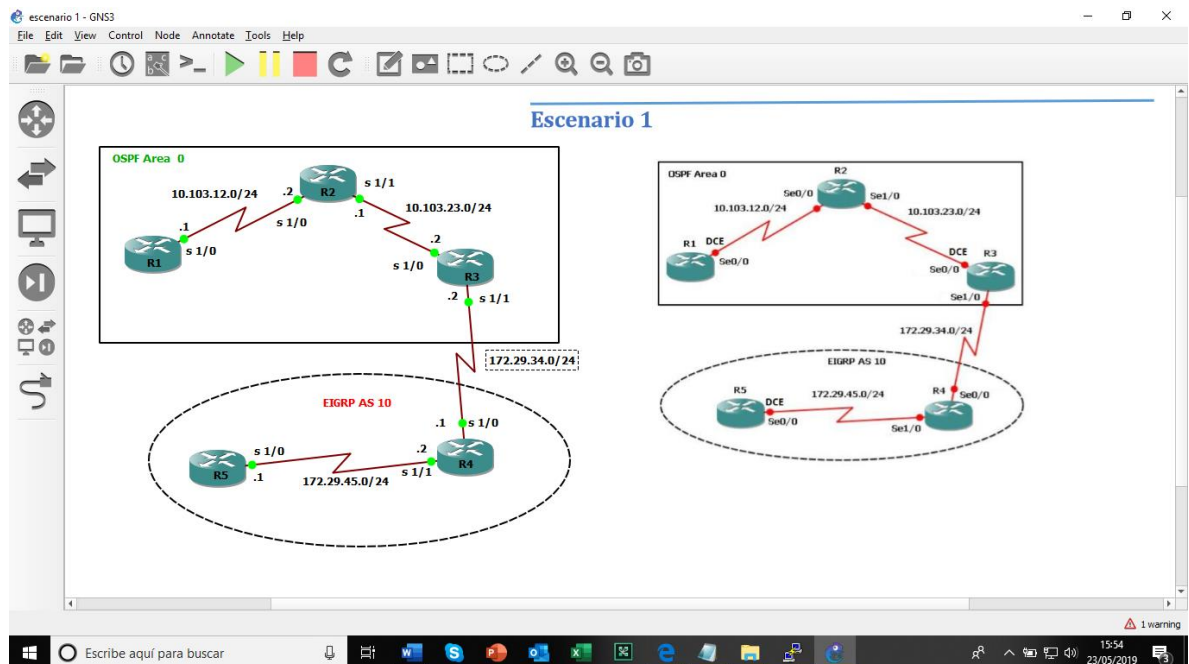 escenario 1 - GNS3
File Edit View Control Node Annotate Tools Help
Escenario 1
OSPF Area 0
R2
s 1/1
10.103.12.0/24
.2
.1
10.103.23.0/24
s 1/0
.1
s 1/0
R1
.2
s 1/0
R3
.2
s 1/1
172.29.34.0/24
EIGRP AS 10
.1
s 1/0
s 1/0
.2
R5
.1
172.29.45.0/24
s 1/1
R4
OSPF Area 0
R2
Se0/0
Se1/0
10.103.12.0/24
10.103.23.0/24
R1
DCE
Se0/0
DCE
R3
Se0/0
Se1/0
172.29.34.0/24
EIGRP AS 10
R5
DCE
172.29.45.0/24
R4
Se0/0
Se0/0
Se1/0
1 warning
Escribe aquí para buscar
15:54
23/05/2019